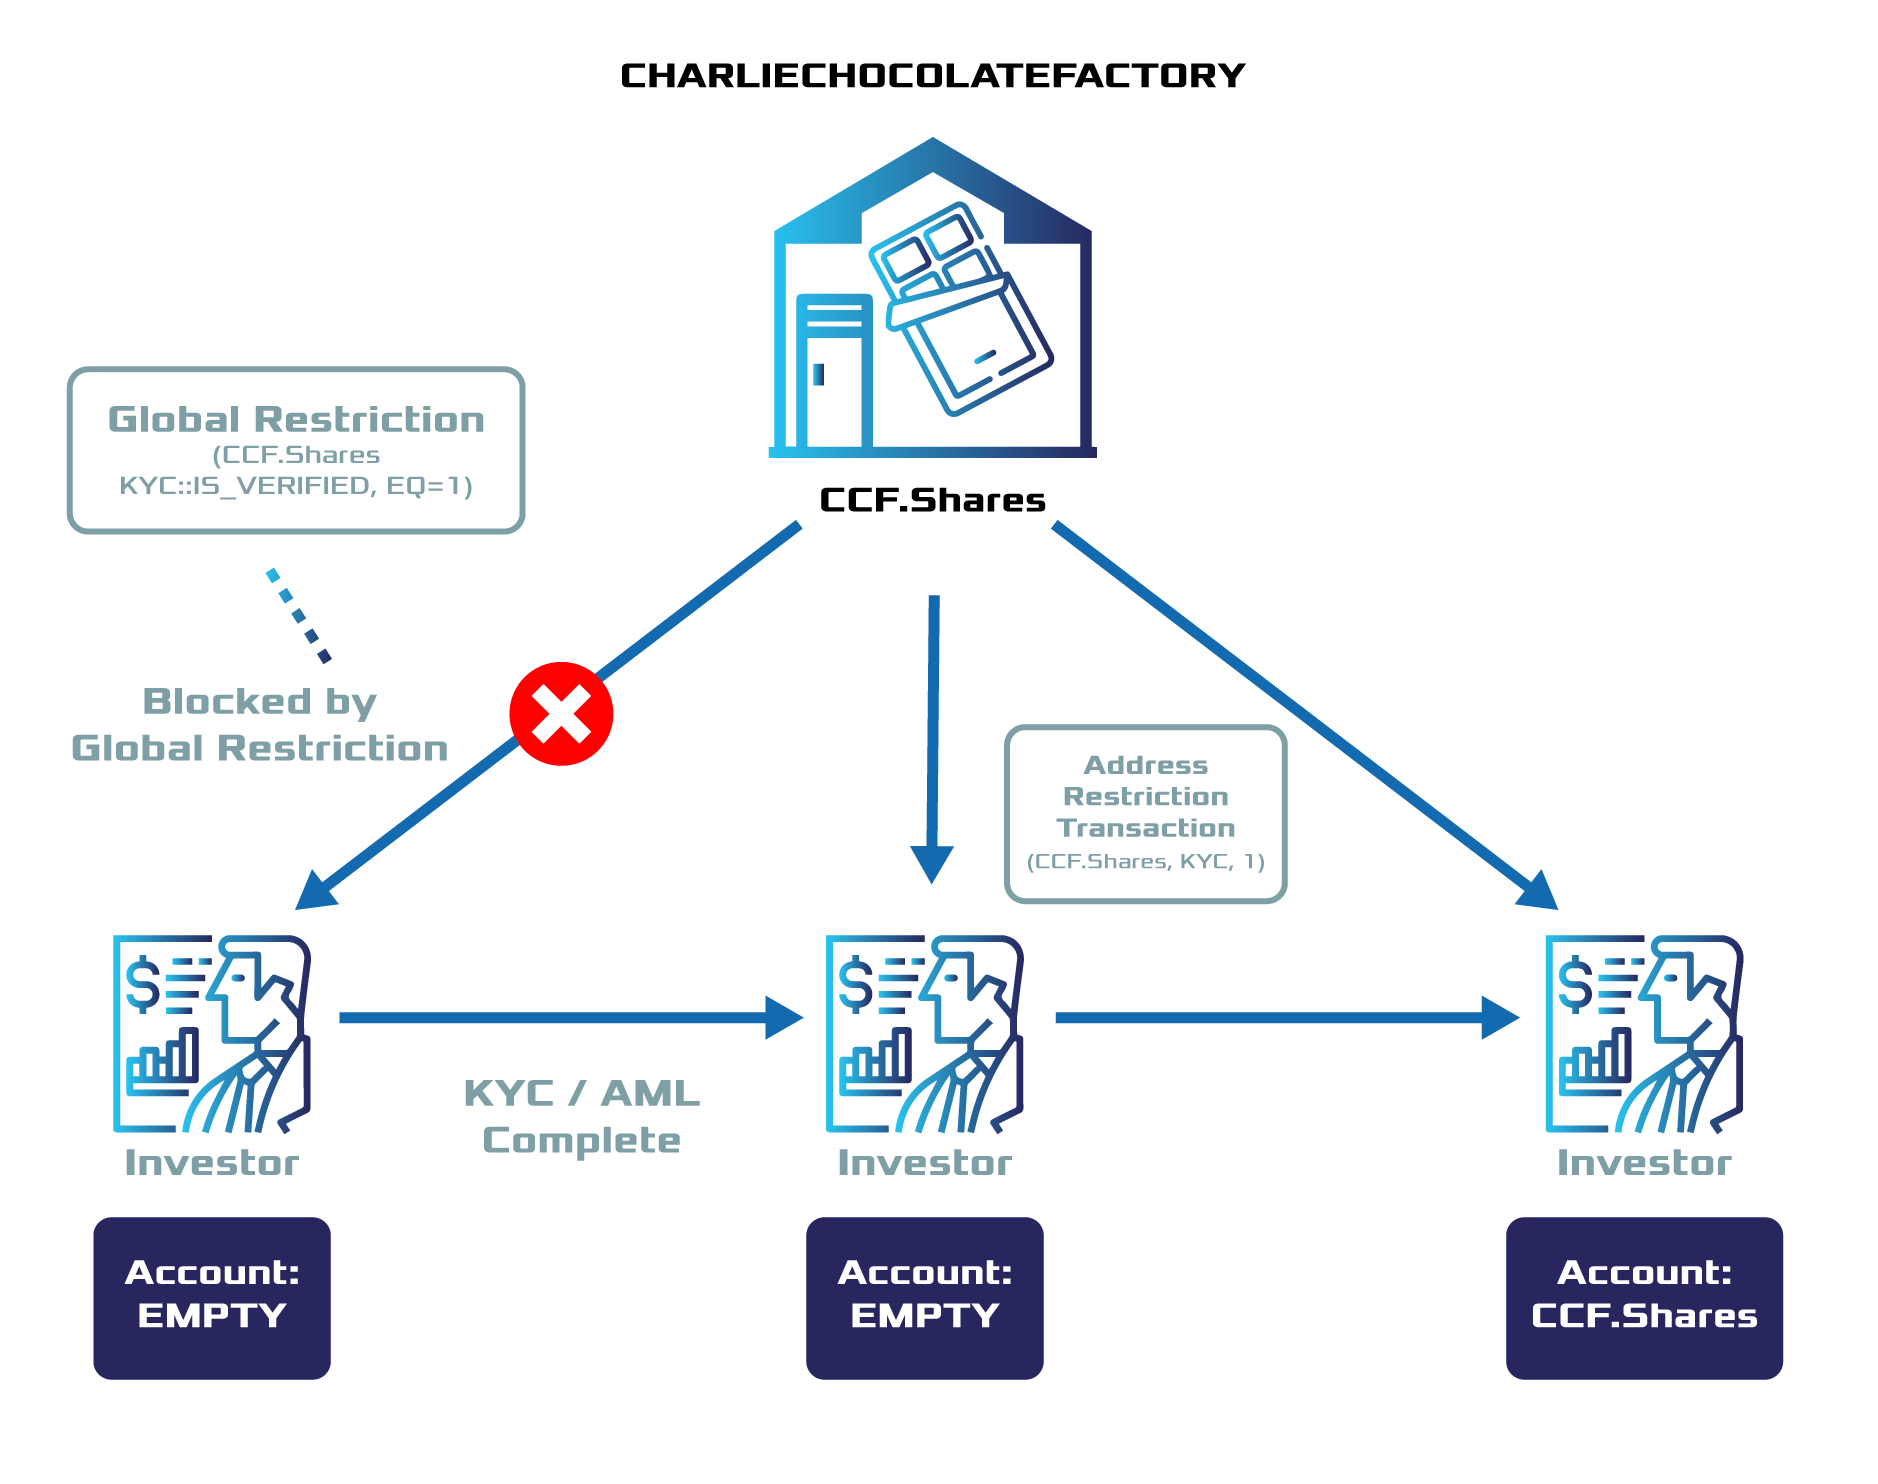 CHARLIECHOCOLATEFACTORY
CCF.Shares
Global Restriction
(CCF.Shares
KYC::IS_VERIFIED, EQ=1)
Blocked by
Global Restriction
Address
Restriction
Transaction
(CCF.Shares, KYC, 1)
$
Investor
KYC / AML
Complete
$
Investor
$
Investor
Account:
EMPTY
Account:
EMPTY
Account:
CCF.Shares